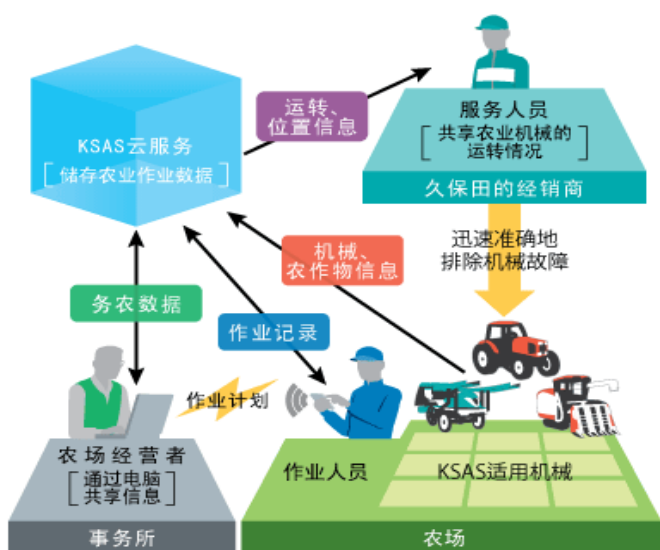 KSAS云服务
储存农业作业数据
运转、
位置信息
服务人员
共享农业机械的
运转情况
久保田的经销商
迅速准确地
排除机械故障
机械、
农作物信息
务农数据
作业记录
作业计划
农场经营者
通过电脑
共享信息
事务所
作业人员
KSAS适用机械
农场